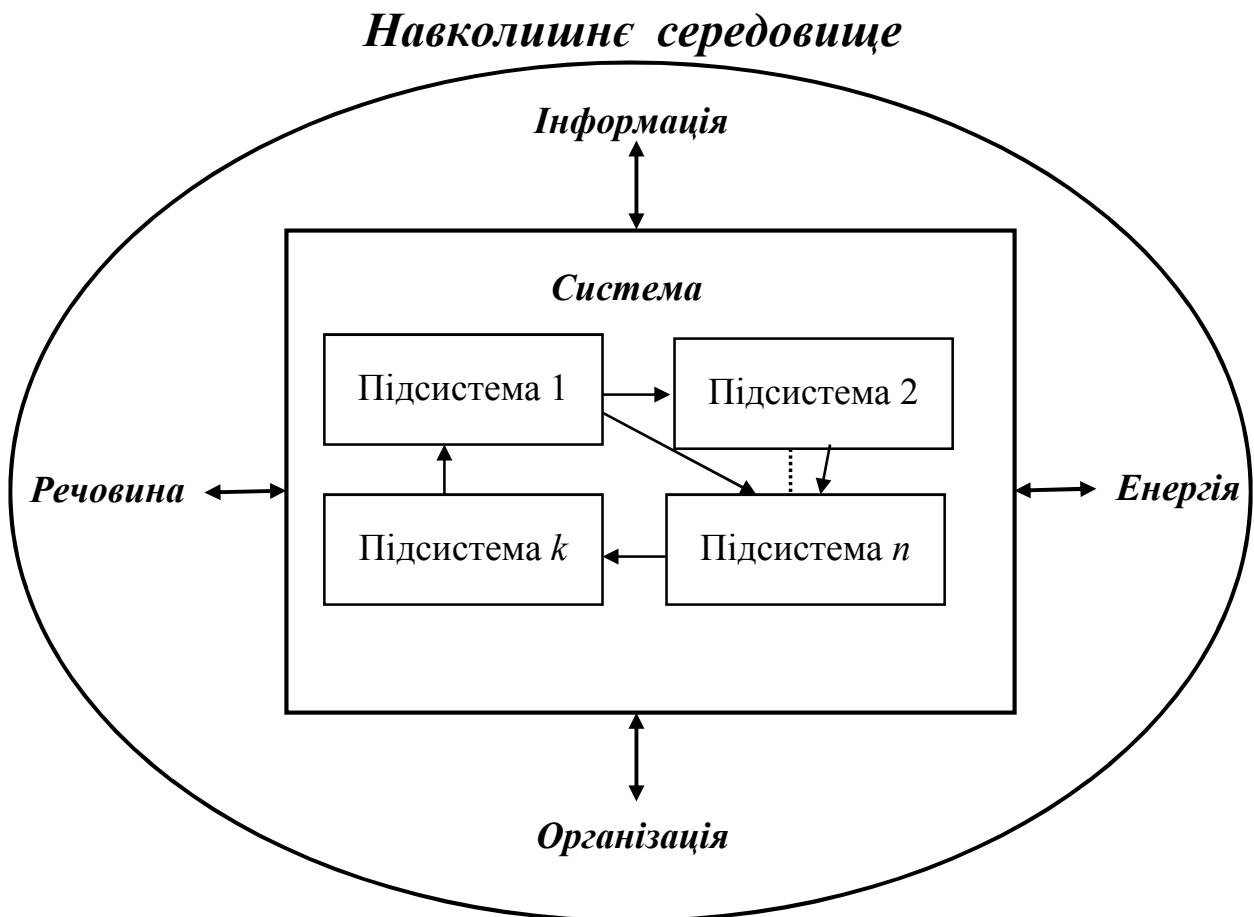 Навколишнє середовище
Інформація
Система
Підсистема 1
Підсистема 2
Речовина
Енергія
Підсистема k
Підсистема n
Організація